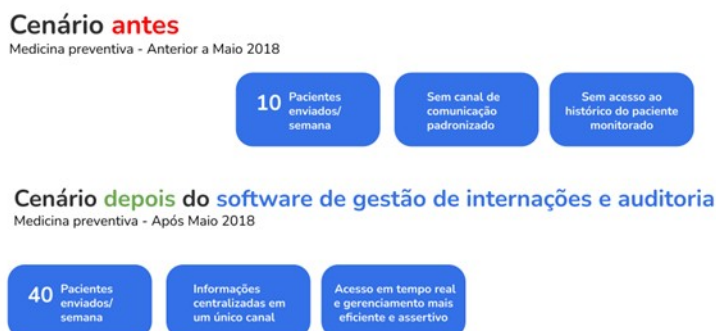 Cenário antes
Medicina preventiva - Anterior a Maio 2018
10 Pacientes
enviados/
semana
Sem canal de
comunicação
padronizado
Sem acesso ao
histórico do paciente
monitorado
Cenário depois do software de gestão de internações e auditoria
Medicina preventiva - Após Maio 2018
40 Pacientes
enviados/
semana
Informações
centralizadas em
um único canal
Acesso em tempo real
e gerenciamento mais
eficiente e assertivo